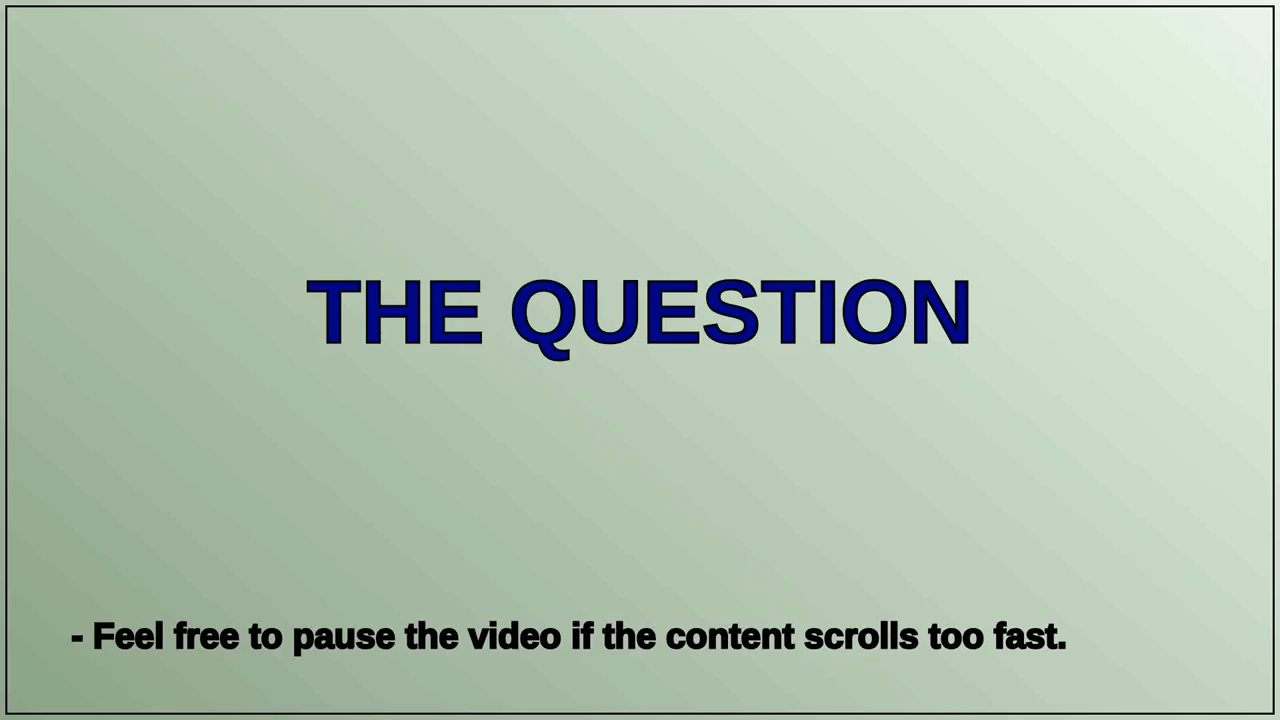 THE QUESTION
- Feel free to pause the video if the content scrolls too fast.